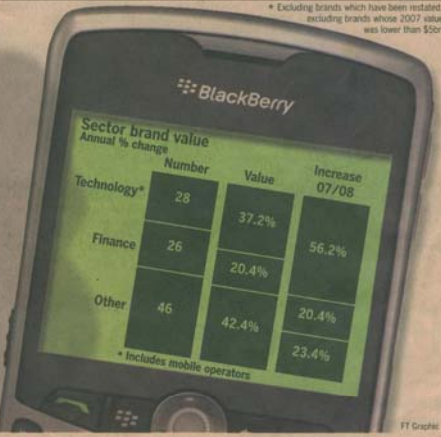 * Excluding brands which have been restated
excluding brands whose 2007 value
was lower than $5bn
BlackBerry
Sector brand value
Annual % change
Number Value Increase
07/08
Technology* 28 37.2% 56.2%
Finance 26 20.4% 20.4%
Other 46 42.4% 23.4%
* Includes mobile operators
FT Graphic